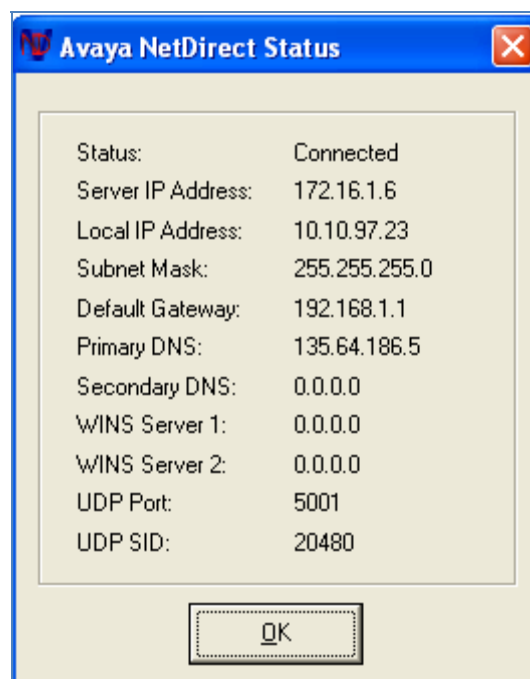 Avaya NetDirect Status
Status: Connected
Server IP Address: 172.16.1.6
Local IP Address: 10.10.97.23
Subnet Mask: 255.255.255.0
Default Gateway: 192.168.1.1
Primary DNS: 135.64.186.5
Secondary DNS: 0.0.0.0
WINS Server 1: 0.0.0.0
WINS Server 2: 0.0.0.0
UDP Port: 5001
UDP SID: 20480
OK